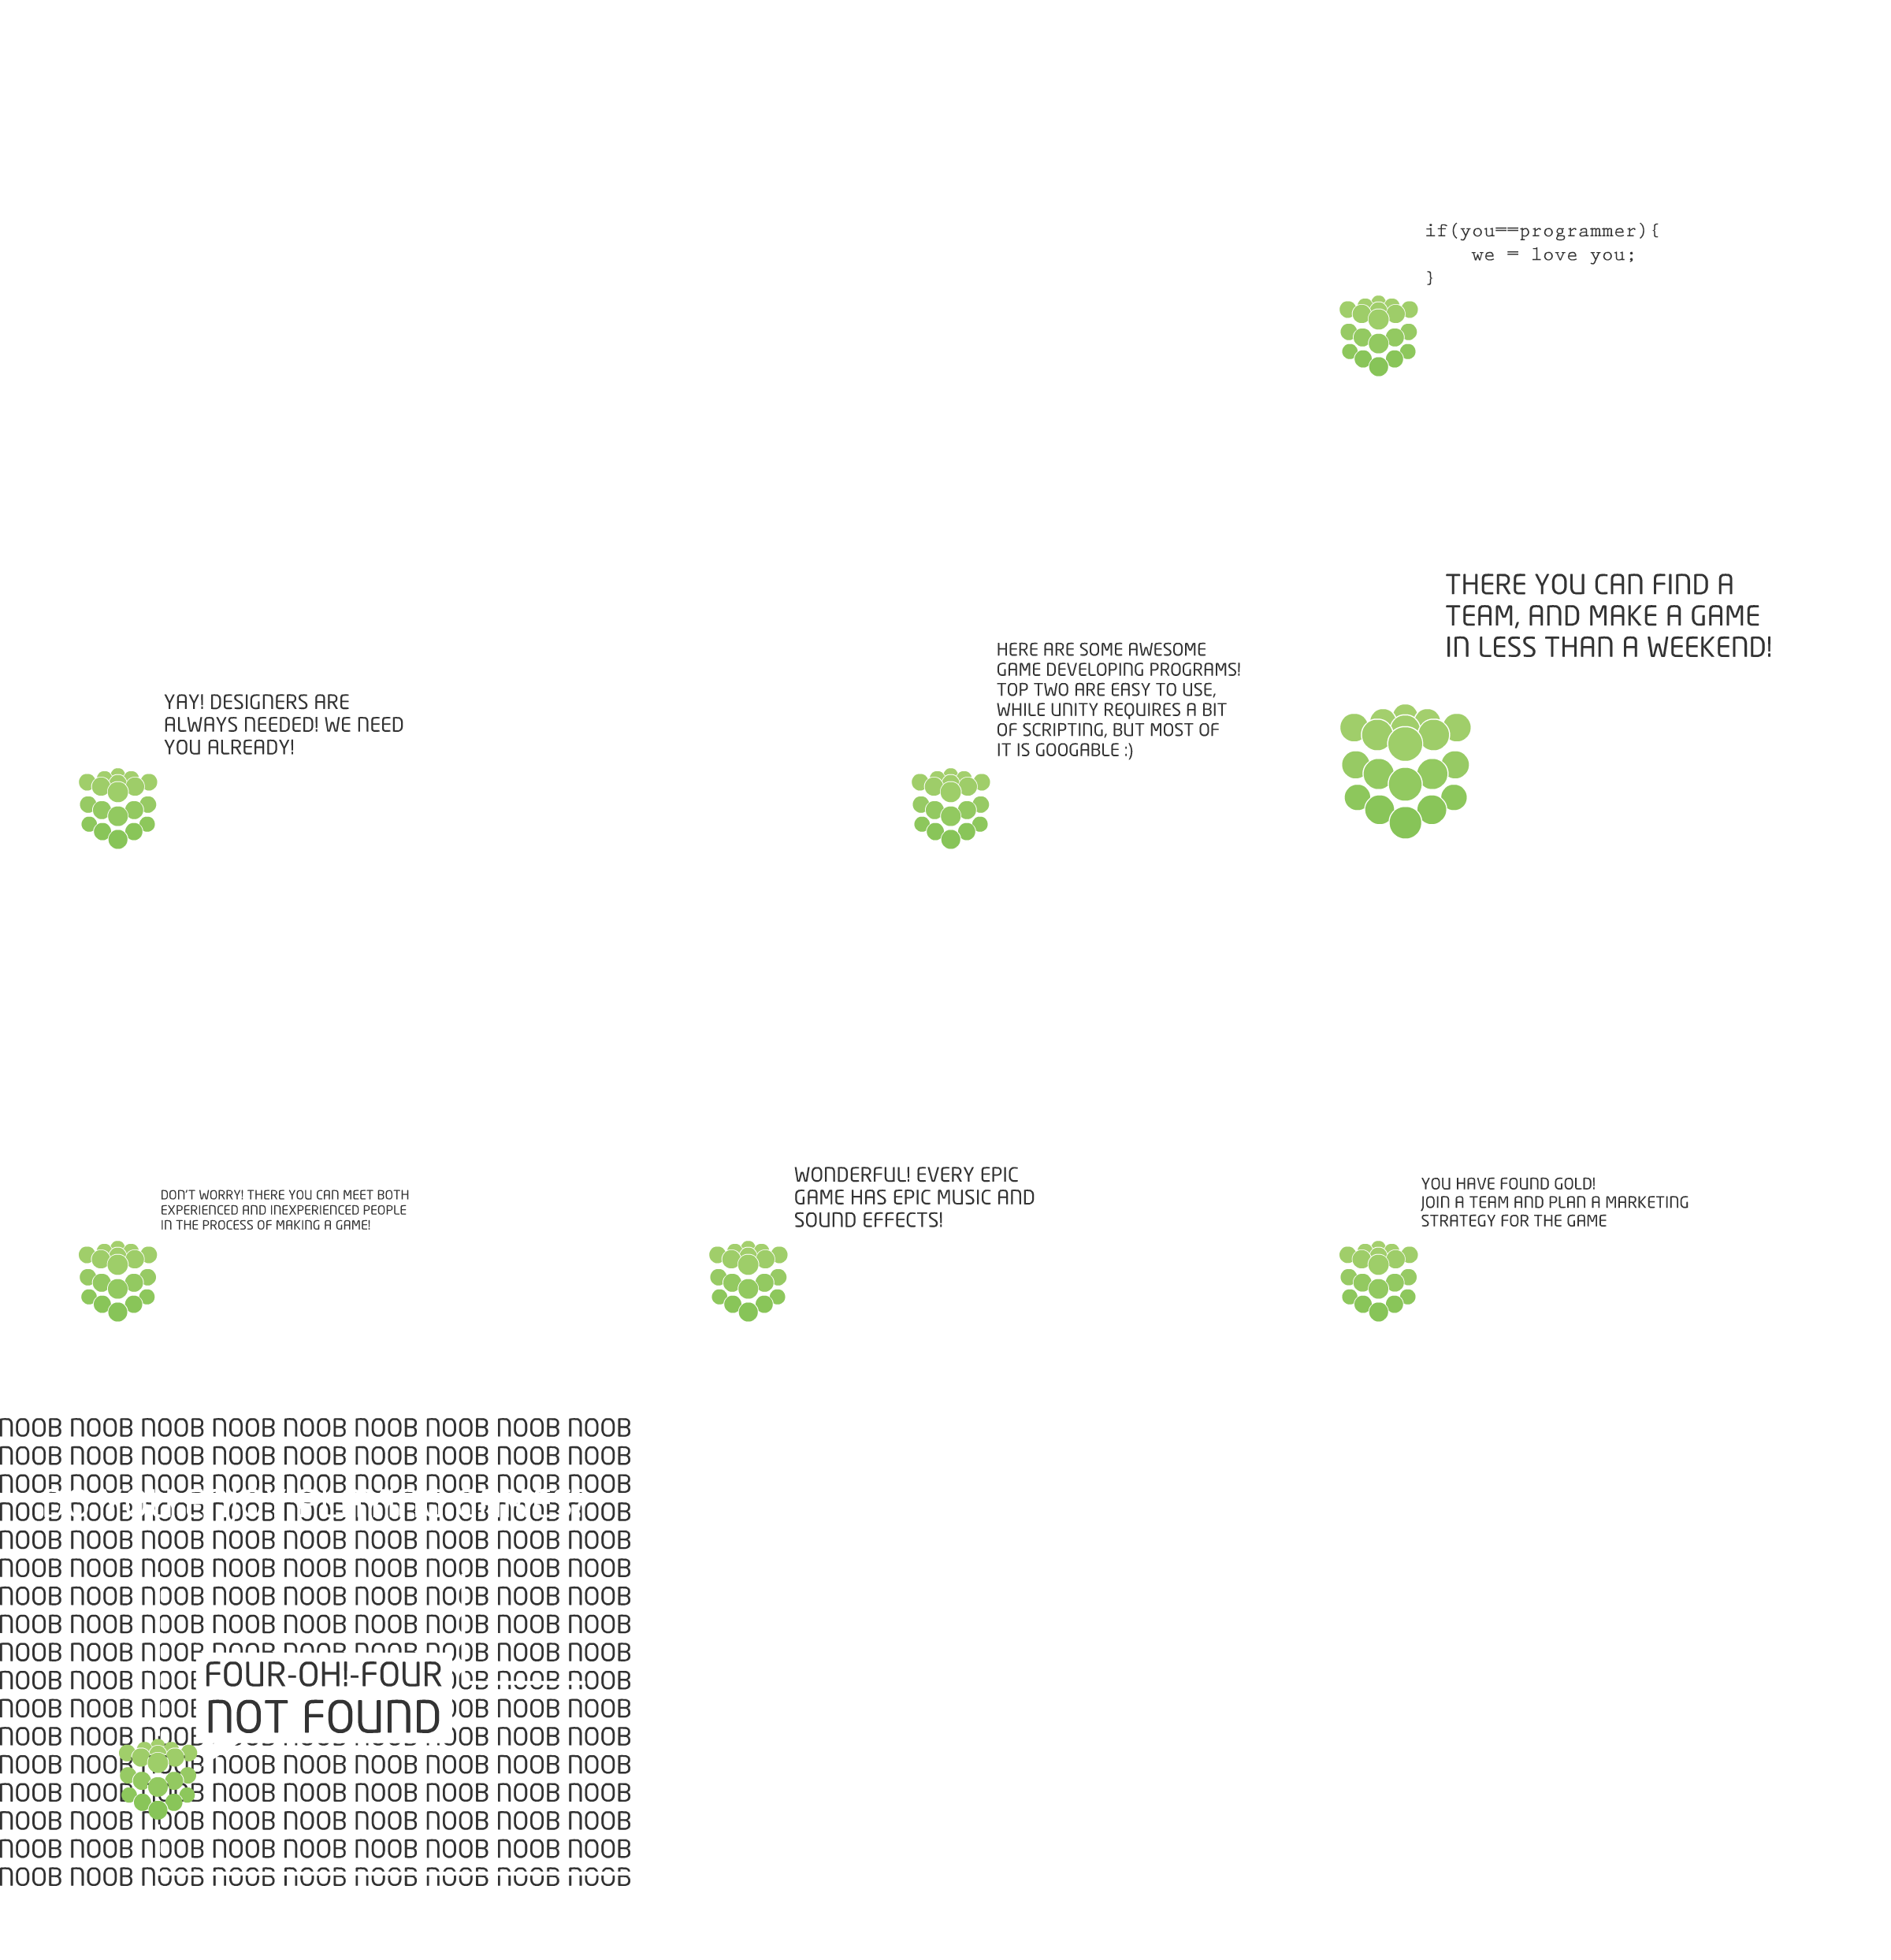 if(you==programmer){
we = love you;
}
THERE YOU CAN FIND A
TEAM, AND MAKE A GAME
IN LESS THAN A WEEKEND!
HERE ARE SOME AWESOME
GAME DEVELOPING PROGRAMS!
TOP TWO ARE EASY TO USE,
WHILE UNITY REQUIRES A BIT
OF SCRIPTING, BUT MOST OF
IT IS GOOGABLE :)
YAY! DESIGNERS ARE
ALWAYS NEEDED! WE NEED
YOU ALREADY!
DON'T WORRY! THERE YOU CAN MEET BOTH
EXPERIENCED AND INEXPERIENCED PEOPLE
IN THE PROCESS OF MAKING A GAME!
WONDERFUL! EVERY EPIC
GAME HAS EPIC MUSIC AND
SOUND EFFECTS!
YOU HAVE FOUND GOLD!
JOIN A TEAM AND PLAN A MARKETING
STRATEGY FOR THE GAME
NOOB NOOB NOOB NOOB NOOB NOOB NOOB NOOB NOOB
NOOB NOOB NOOB NOOB NOOB NOOB NOOB NOOB NOOB
NOOB NOOB NOOB NOOB NOOB NOOB NOOB NOOB NOOB
NOOB NOOB NOOB NOOB NOOB NOOB NOOB NOOB NOOB
NOOB NOOB NOOB NOOB NOOB NOOB NOOB NOOB NOOB
NOOB NOOB NOOB NOOB NOOB NOOB NOOB NOOB NOOB
NOOB NOOB NOOB NOOB NOOB NOOB NOOB NOOB NOOB
NOOB NOOB NOOB NOOB NOOB NOOB NOOB NOOB NOOB
NOOB NOOB NOOB NOOB NOOB NOOB NOOB NOOB NOOB
NOOB NOOB FOUR-OH!-FOUR NOOB NOOB
NOOB NOOB NOT FOUND NOOB NOOB
NOOB NOOB NOOB NOOB
NOOB NOOB NOOB NOOB NOOB NOOB NOOB
NOOB NOOB NOOB NOOB NOOB NOOB NOOB
NOOB NOOB NOOB NOOB NOOB NOOB NOOB NOOB NOOB
NOOB NOOB NOOB NOOB NOOB NOOB NOOB NOOB NOOB
NOOB NOOB NOOB NOOB NOOB NOOB NOOB NOOB NOOB